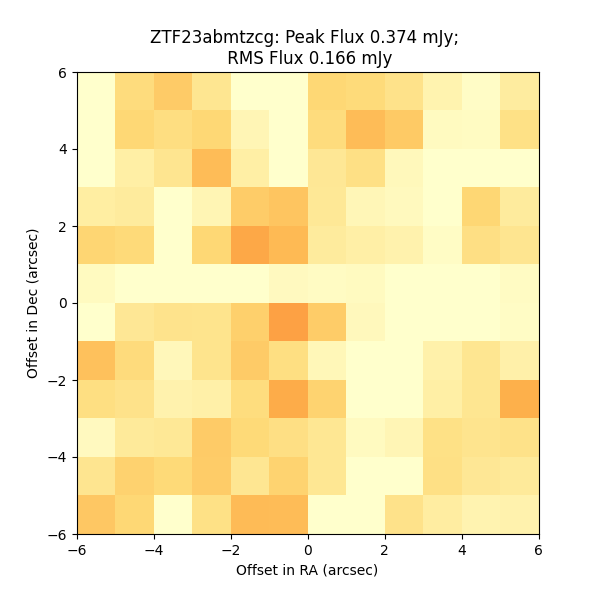 ZTF23abmtzcg: Peak Flux 0.374 mJy;
RMS Flux 0.166 mJy
6
4
2
0
−2
−4
−6
Offset in Dec (arcsec)
−6 −4 −2 0 2 4 6
Offset in RA (arcsec)